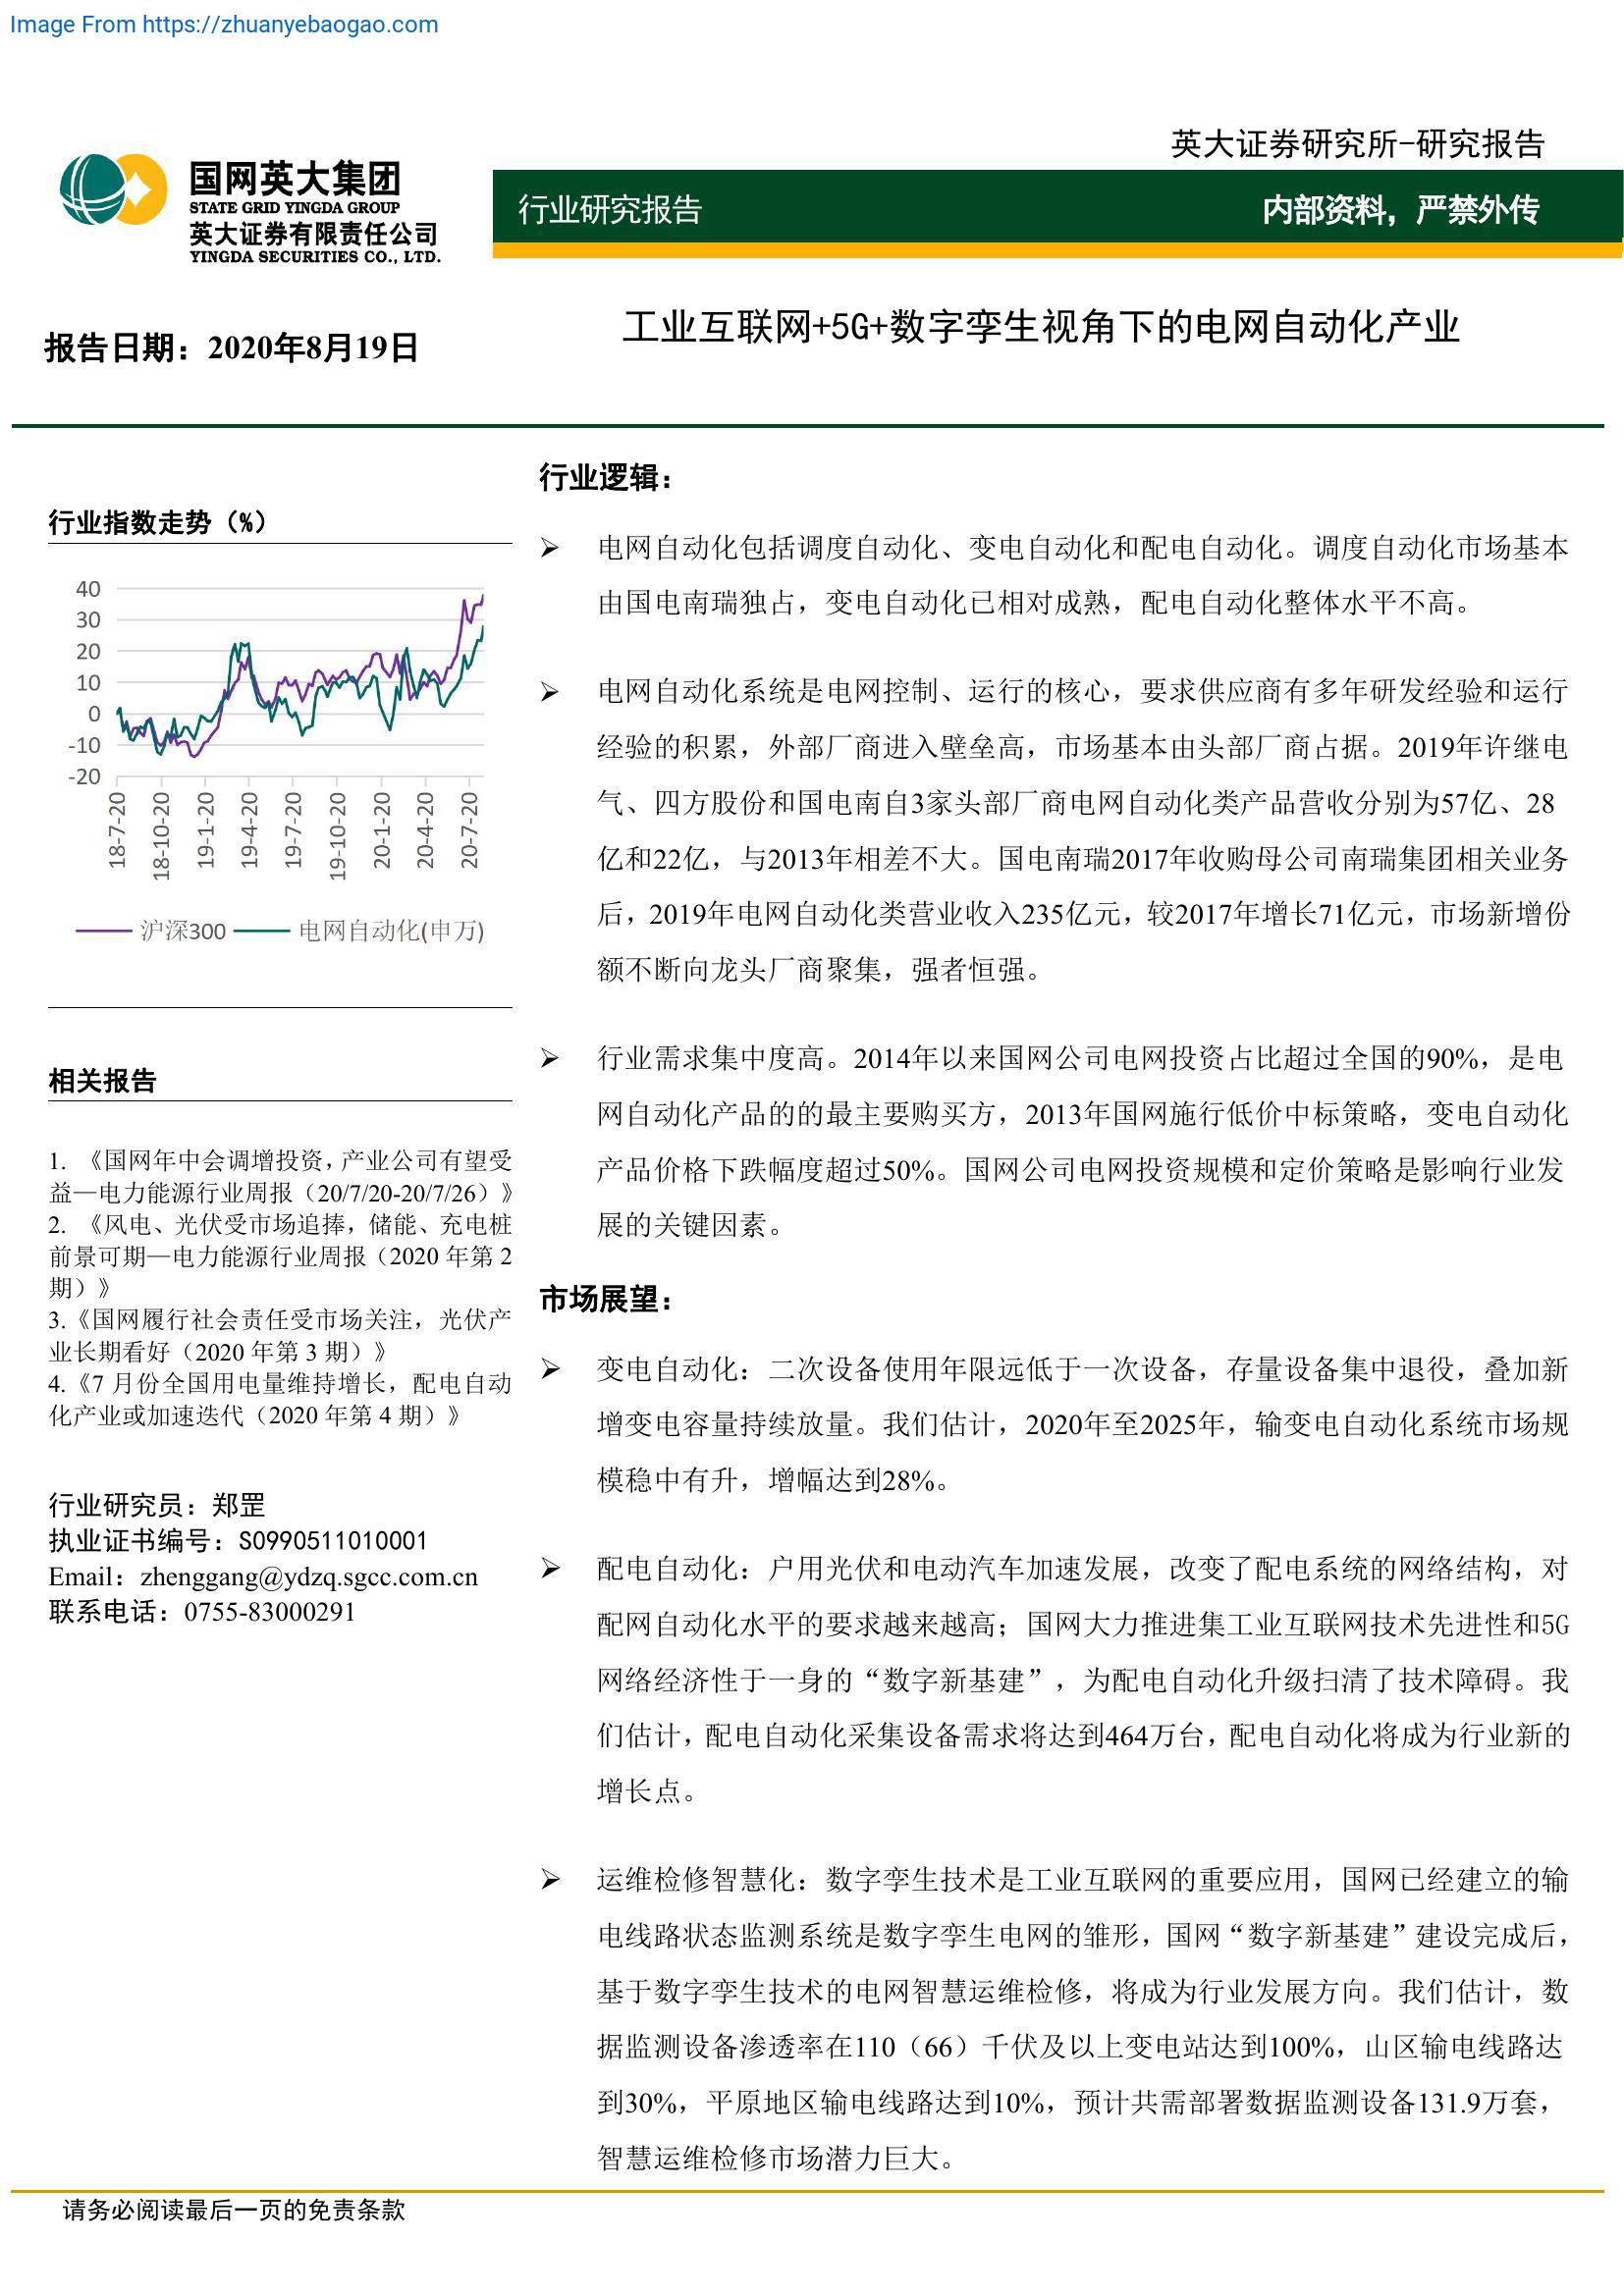 Image From https://zhuanyebaogao.com
英大证券研究所-研究报告
国网英大集团
STATE GRID YINGDA GROUP
英大证券有限责任公司
YINGDA SECURITIES CO., LTD.
行业研究报告
内部资料，严禁外传
报告日期：2020年8月19日
工业互联网+5G+数字孪生视角下的电网自动化产业
行业指数走势（%）
40
30
20
10
0
-10
-20
18-7-20
18-10-20
19-1-20
19-4-20
19-7-20
19-10-20
20-1-20
20-4-20
20-7-20
沪深300
电网自动化(申万)
相关报告
1. 《国网年中会调增投资，产业公司有望受
益—电力能源行业周报（20/7/20-20/7/26）》
2. 《风电、光伏受市场追捧，储能、充电桩
前景可期—电力能源行业周报（2020 年第 2
期）》
3.《国网履行社会责任受市场关注，光伏产
业长期看好（2020 年第 3 期）》
4.《7 月份全国用电量维持增长，配电自动
化产业或加速迭代（2020 年第 4 期）》
行业研究员：郑罡
执业证书编号：S0990511010001
Email：zhenggang@ydzq.sgcc.com.cn
联系电话：0755-83000291
行业逻辑：
➢ 电网自动化包括调度自动化、变电自动化和配电自动化。调度自动化市场基本
由国电南瑞独占，变电自动化已相对成熟，配电自动化整体水平不高。
➢ 电网自动化系统是电网控制、运行的核心，要求供应商有多年研发经验和运行
经验的积累，外部厂商进入壁垒高，市场基本由头部厂商占据。2019年许继电
气、四方股份和国电南自3家头部厂商电网自动化类产品营收分别为57亿、28
亿和22亿，与2013年相差不大。国电南瑞2017年收购母公司南瑞集团相关业务
后，2019年电网自动化类营业收入235亿元，较2017年增长71亿元，市场新增份
额不断向龙头厂商聚集，强者恒强。
➢ 行业需求集中度高。2014年以来国网公司电网投资占比超过全国的90%，是电
网自动化产品的的最主要购买方，2013年国网施行低价中标策略，变电自动化
产品价格下跌幅度超过50%。国网公司电网投资规模和定价策略是影响行业发
展的关键因素。
市场展望：
➢ 变电自动化：二次设备使用年限远低于一次设备，存量设备集中退役，叠加新
增变电容量持续放量。我们估计，2020年至2025年，输变电自动化系统市场规
模稳中有升，增幅达到28%。
➢ 配电自动化：户用光伏和电动汽车加速发展，改变了配电系统的网络结构，对
配网自动化水平的要求越来越高；国网大力推进集工业互联网技术先进性和5G
网络经济性于一身的“数字新基建”，为配电自动化升级扫清了技术障碍。我
们估计，配电自动化采集设备需求将达到464万台，配电自动化将成为行业新的
增长点。
➢ 运维检修智慧化：数字孪生技术是工业互联网的重要应用，国网已经建立的输
电线路状态监测系统是数字孪生电网的雏形，国网“数字新基建”建设完成后，
基于数字孪生技术的电网智慧运维检修，将成为行业发展方向。我们估计，数
据监测设备渗透率在110（66）千伏及以上变电站达到100%，山区输电线路达
到30%，平原地区输电线路达到10%，预计共需部署数据监测设备131.9万套，
智慧运维检修市场潜力巨大。
请务必阅读最后一页的免责条款